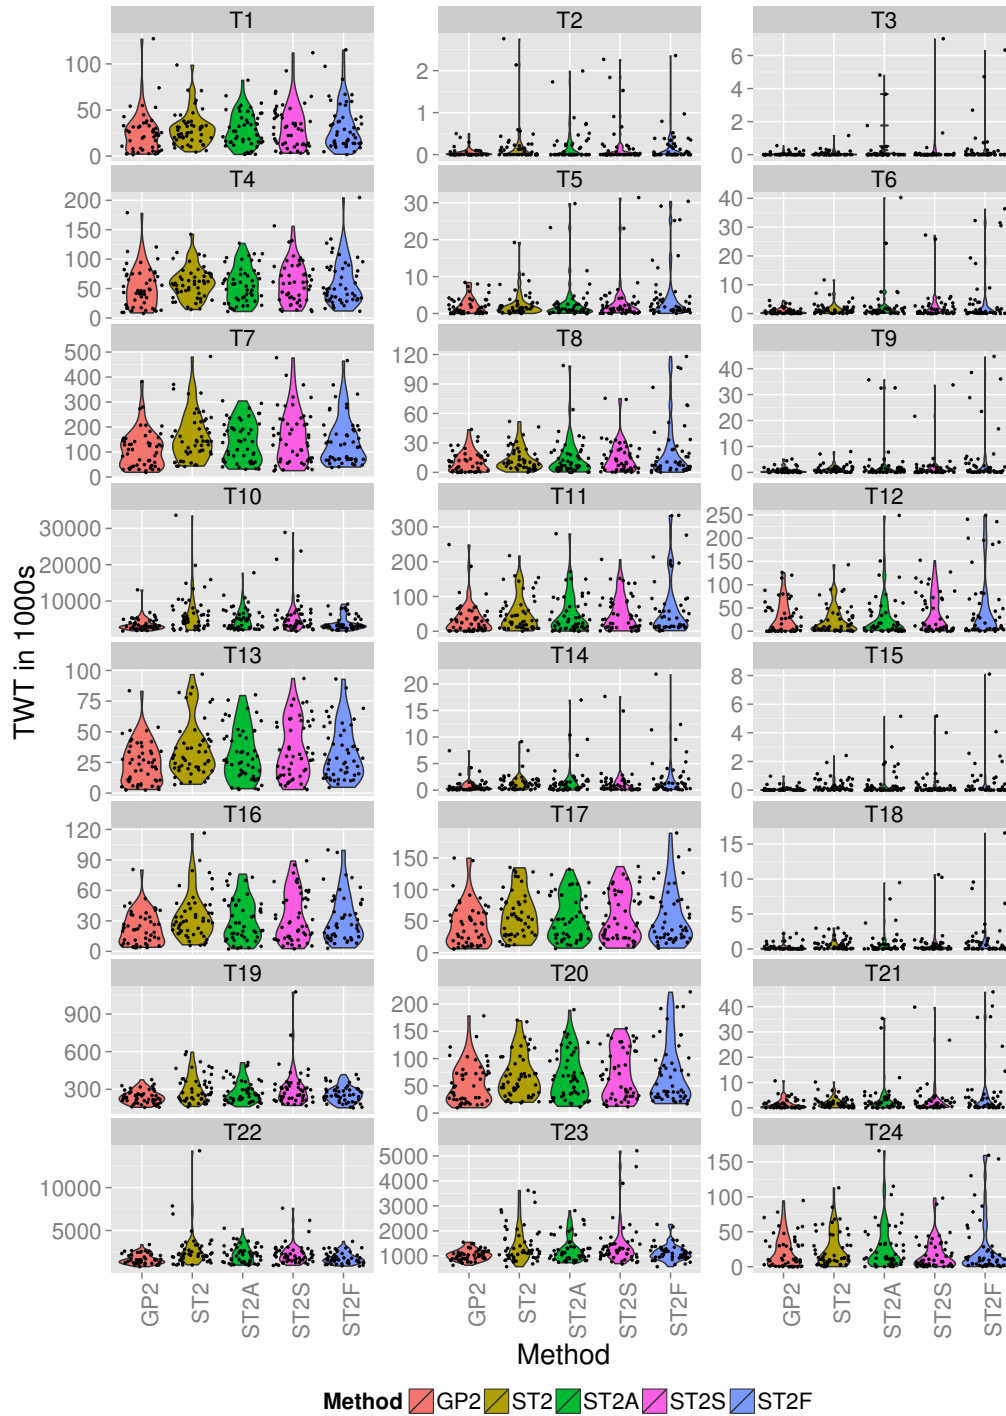 T1 T2 T3
100 2 6
50 1 4
0 0 2
0
T4 T5 T6
200 30 40
150 20 30
100 10 20
50 0 10
0 0
T7 T8 T9
500 120 40
400 90 30
300 60 20
200 30 10
100 0 0
0
T10 T11 T12
30000 300 250
20000 200 200
10000 100 150
0 100
50
0
T13 T14 T15
100 20 8
75 15 6
50 10 4
25 5 2
0 0 0
T16 T17 T18
120 150 15
90 100 10
60 50 5
30 0 0
0
T19 T20 T21
900 200 40
600 150 30
300 100 20
50 10
0 0
T22 T23 T24
10000 5000 150
5000 4000 100
3000 50
2000 0
1000
TWT in 1000s
GP2 ST2 ST2A ST2S ST2F GP2 ST2 ST2A ST2S ST2F GP2 ST2 ST2A ST2S ST2F
Method
Method GP2 ST2 ST2A ST2S ST2F